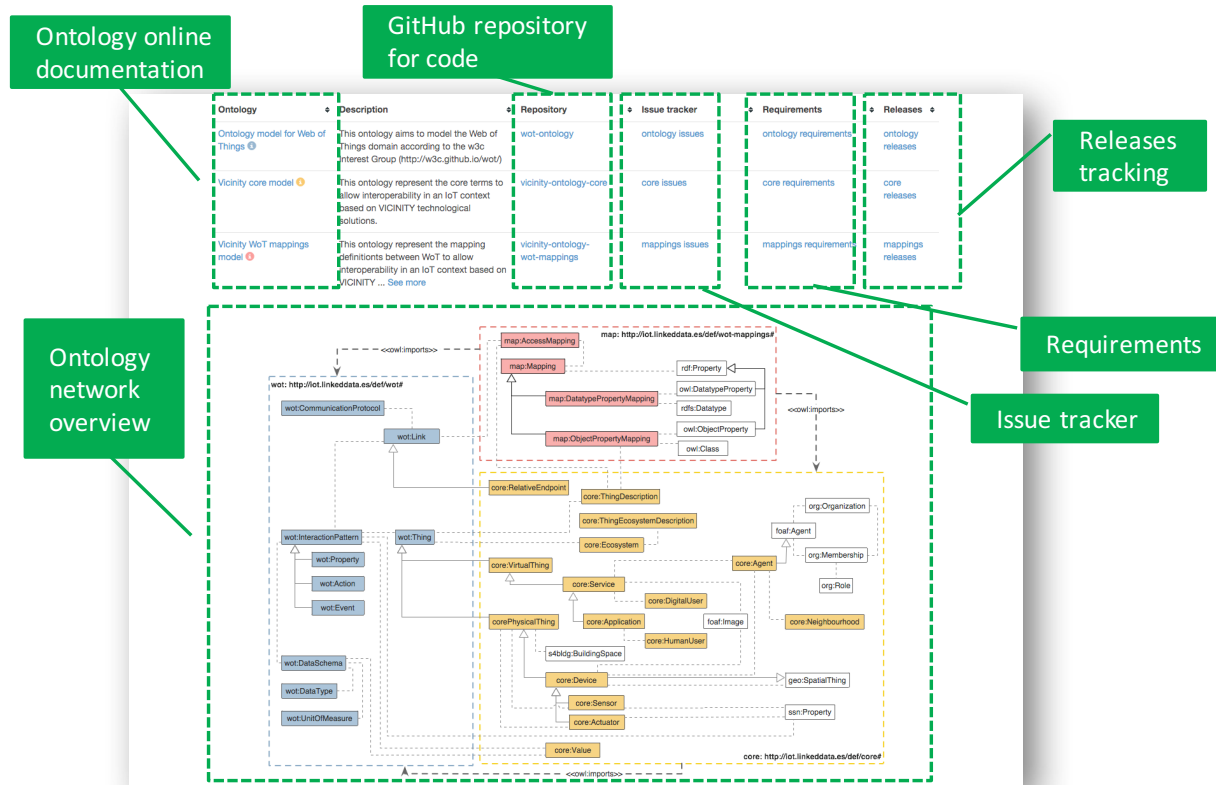 Ontology online
documentation
GitHub repository
for code
Ontology
Description
Repository
Issue tracker
Requirements
Releases
Ontology model for Web of
Things
This ontology aims to model the Web of
Things domain according to the w3c
Interest Group (http://w3c.github.io/wot/)
wot-ontology
ontology issues
ontology requirements
ontology
releases
Vicinity core model
This ontology represent the core terms to
allow interoperability in an IoT context
based on VICINITY technological
solutions.
vicinity-ontology-core
core issues
core requirements
core
releases
Vicinity WoT mappings
model
This ontology represent the mapping
definitions between WoT to allow
interoperability in an IoT context based on
VICINITY ... See more
vicinity-ontology-
wot-mappings
mappings issues
mappings requirements
mappings
releases
Releases
tracking
Requirements
Issue tracker
Ontology
network
overview
map: http://iot.linkeddata.es/def/wot-mappings#
map:AccessMapping
<<owl:imports>>
map:Mapping
rdf:Property
wot: http://iot.linkeddata.es/def/wot#
owl:DatatypeProperty
map:DatatypePropertyMapping
rdfs:Datatype
wot:CommunicationProtocol
<<owl:imports>>
owl:ObjectProperty
wot:Link
map:ObjectPropertyMapping
owl:Class
core:RelativeEndpoint
core:ThingDescription
org:Organization
core:ThingEcosystemDescription
foaf:Agent
wot:InteractionPattern
wot:Thing
core:Ecosystem
org:Membership
wot:Property
core:VirtualThing
core:Agent
wot:Action
core:Service
org:Role
core:DigitalUser
wot:Event
corePhysicalThing
core:Application
foaf:Image
core:Neighbourhood
core:HumanUser
s4bldg:BuildingSpace
wot:DataSchema
core:Device
geo:SpatialThing
wot:DataType
core:Sensor
ssn:Property
wot:UnitOfMeasure
core:Actuator
core:Value
core: http://iot.linkeddata.es/def/core#
<<owl:imports>>